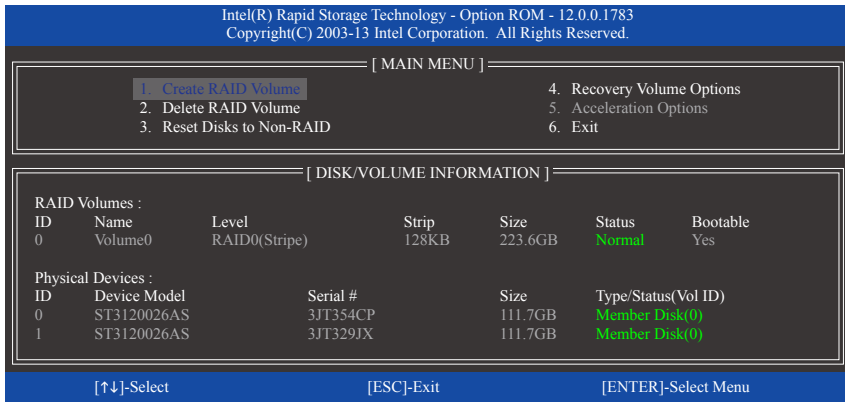 Intel(R) Rapid Storage Technology - Option ROM - 12.0.0.1783
Copyright(C) 2003-13 Intel Corporation. All Rights Reserved.
[ MAIN MENU ]
1. Create RAID Volume
2. Delete RAID Volume
3. Reset Disks to Non-RAID
4. Recovery Volume Options
5. Acceleration Options
6. Exit
[ DISK/VOLUME INFORMATION ]
RAID Volumes :
ID Name Level Strip Size Status Bootable
0 Volume0 RAID0(Stripe) 128KB 223.6GB Normal Yes
Physical Devices :
ID Device Model Serial # Size Type/Status(Vol ID)
0 ST3120026AS 3JT354CP 111.7GB Member Disk(0)
1 ST3120026AS 3JT329JX 111.7GB Member Disk(0)
[↑↓]-Select [ESC]-Exit [ENTER]-Select Menu